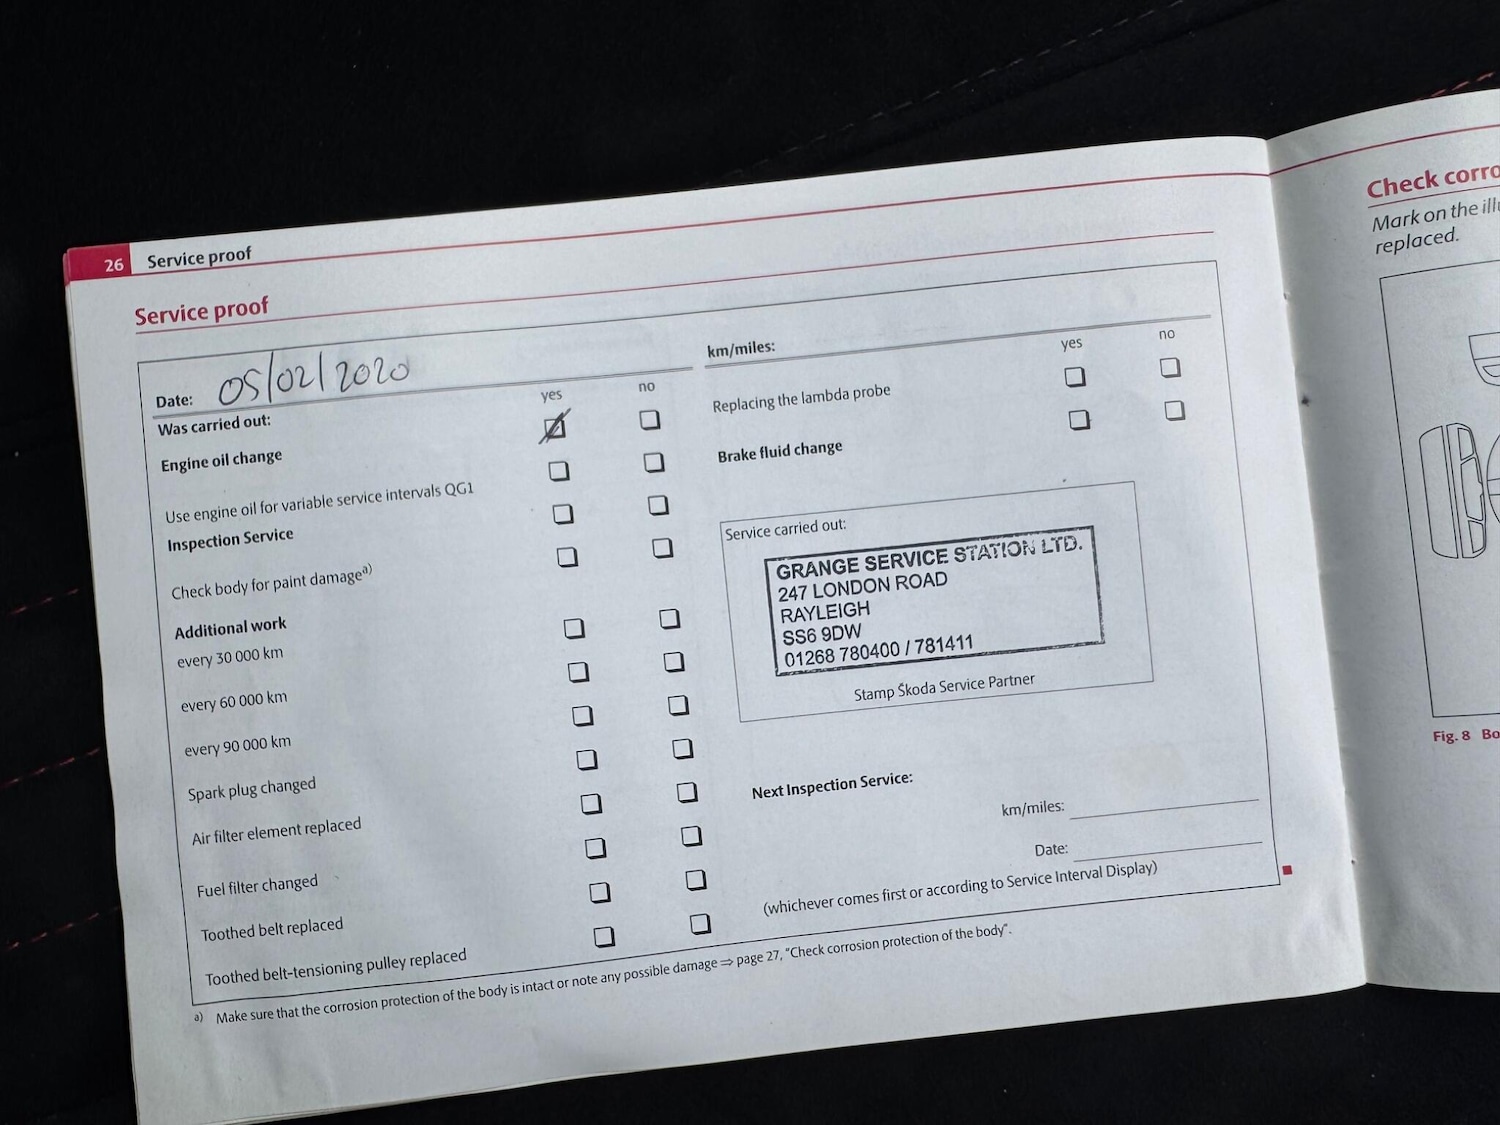 26 Service proof
Service proof
Date: 05/02/2020
Was carried out: yes no
Engine oil change
Use engine oil for variable service intervals QG1
Inspection Service
Check body for paint damage a)
Additional work
every 30 000 km
every 60 000 km
every 90 000 km
Spark plug changed
Air filter element replaced
Fuel filter changed
Toothed belt replaced
Toothed belt-tensioning pulley replaced
km/miles:
yes no
Replacing the lambda probe
Brake fluid change
Service carried out:
GRANGE SERVICE STATION LTD.
247 LONDON ROAD
RAYLEIGH
SS6 9DW
01268 780400 / 781411
Stamp Škoda Service Partner
Next Inspection Service:
km/miles:
Date:
(whichever comes first or according to Service Interval Display)
a) Make sure that the corrosion protection of the body is intact or note any possible damage ⇒ page 27, "Check corrosion protection of the body".
Check
Mark on the
replaced.
Fig. 8